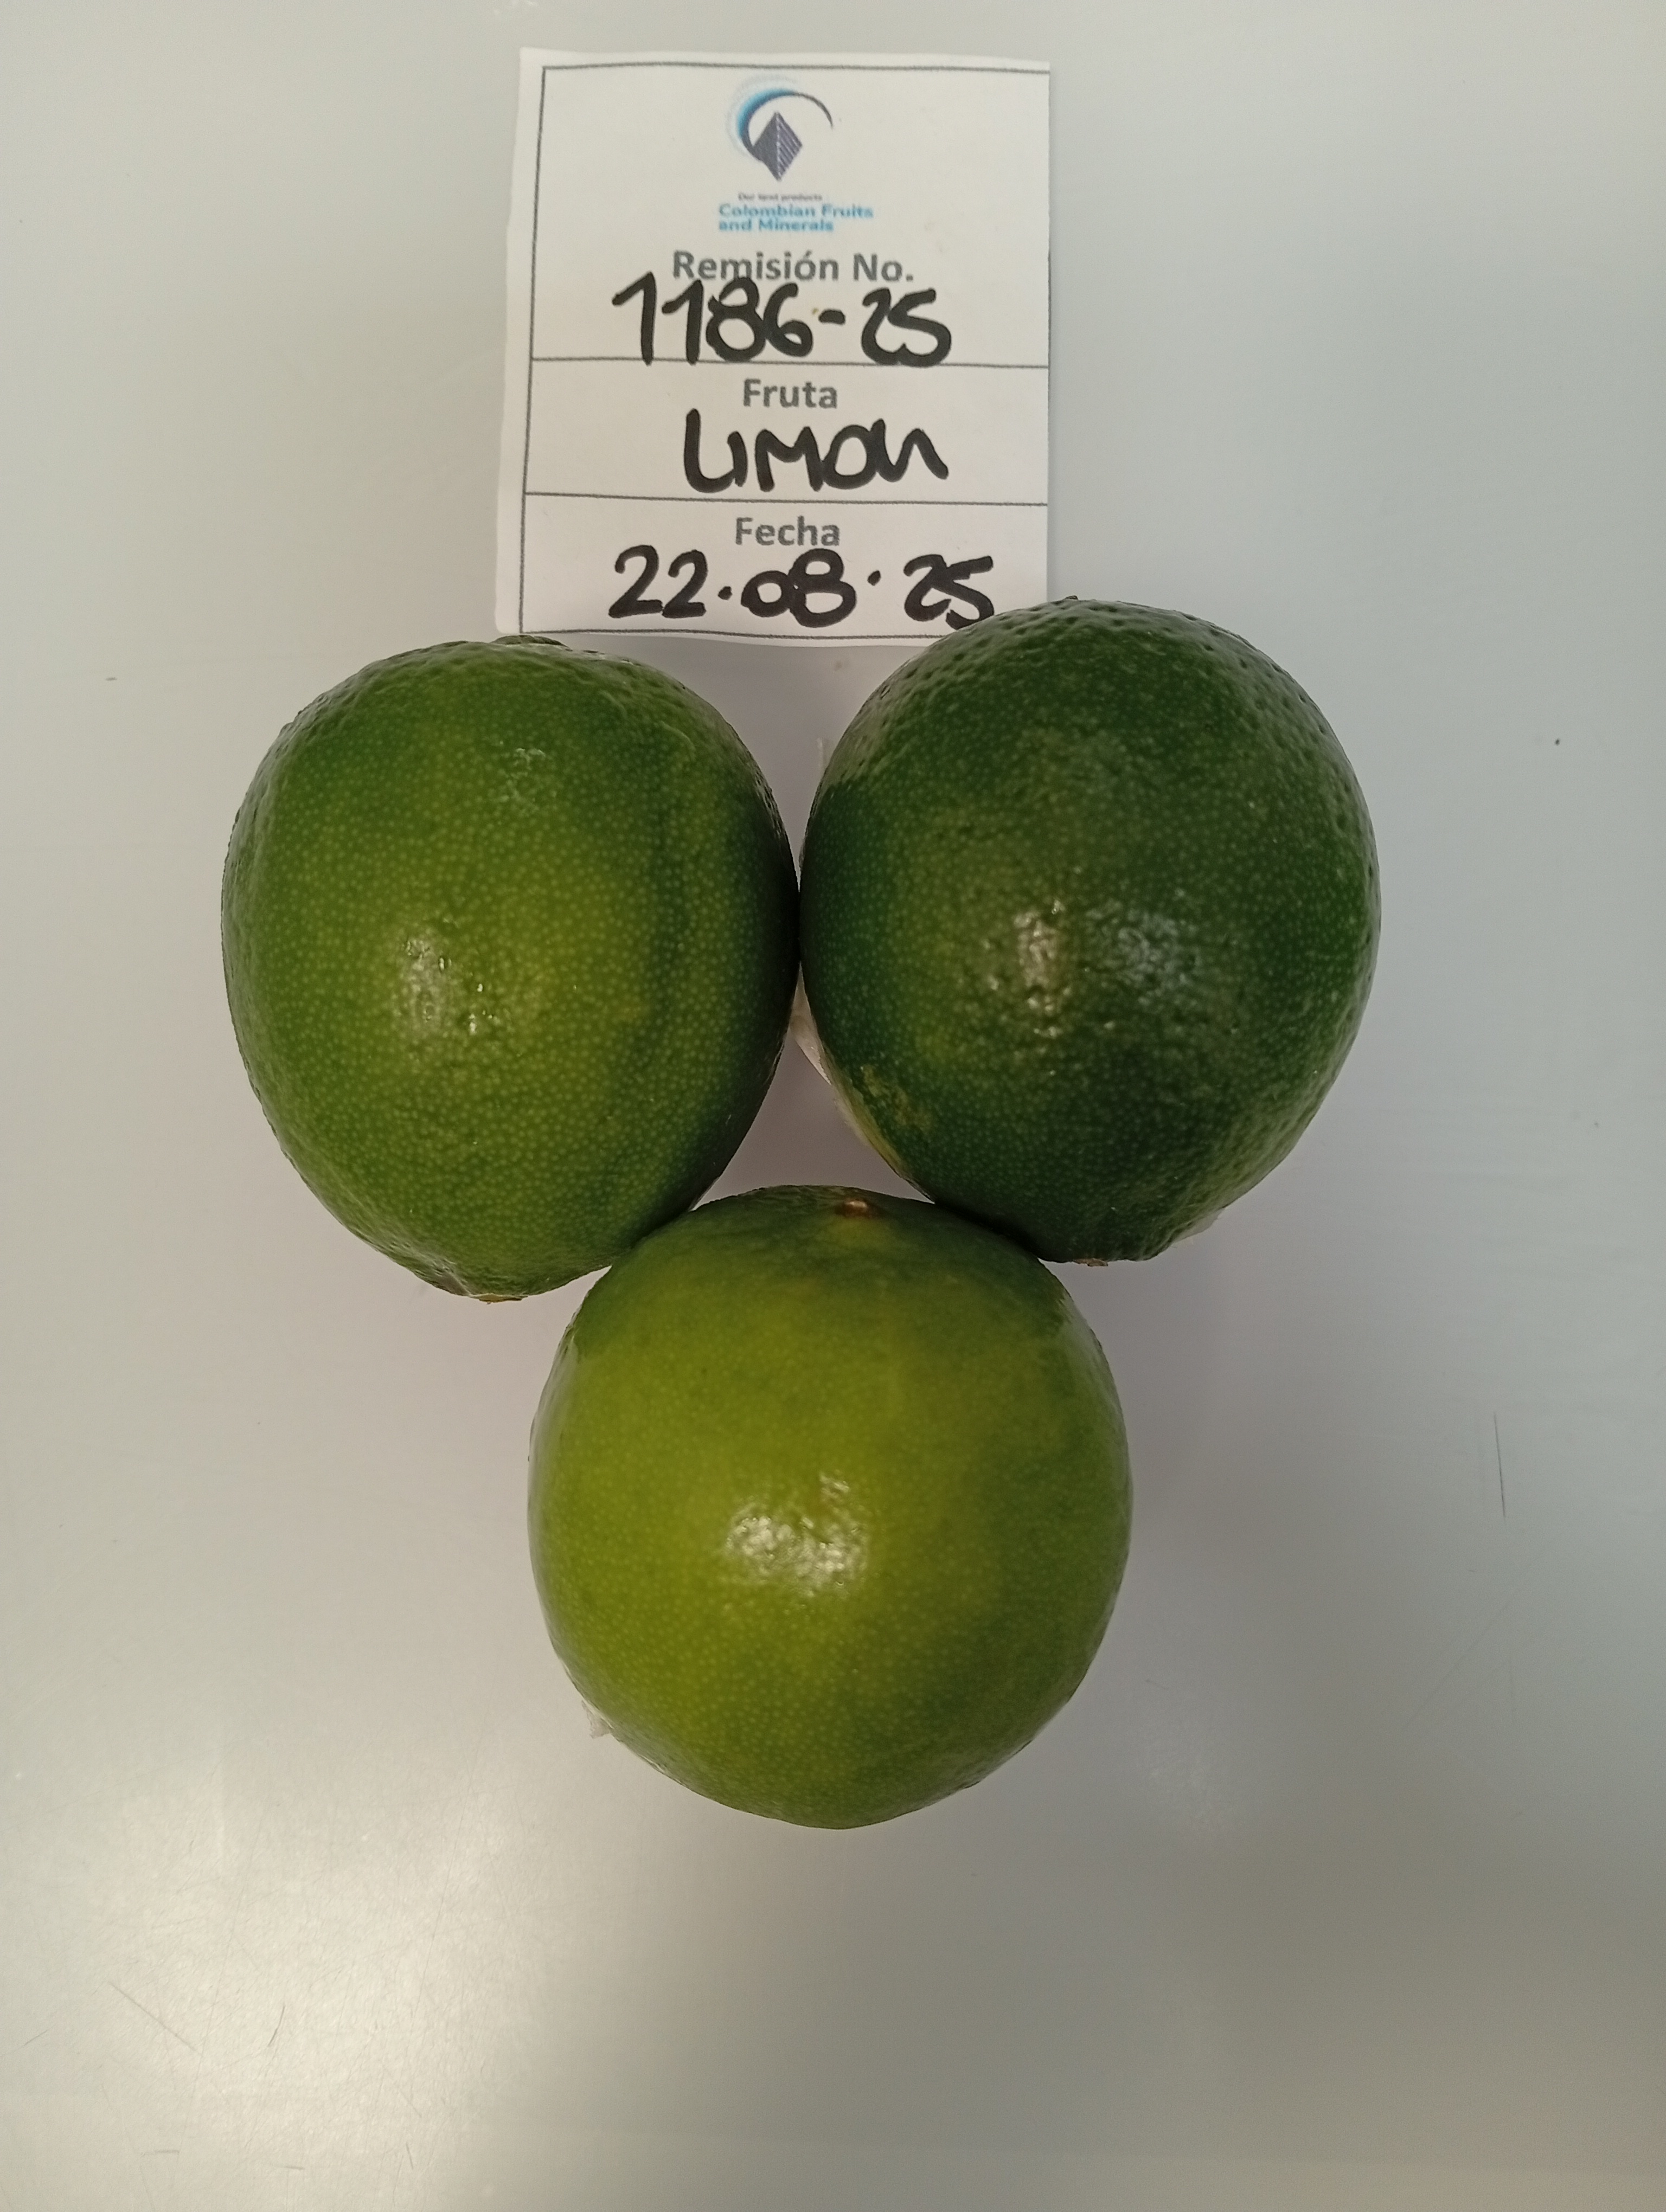 Our best products
Colombian Fruits
and Minerals
Remisión No.
1186-25
Fruta
LIMON
Fecha
22.08.25